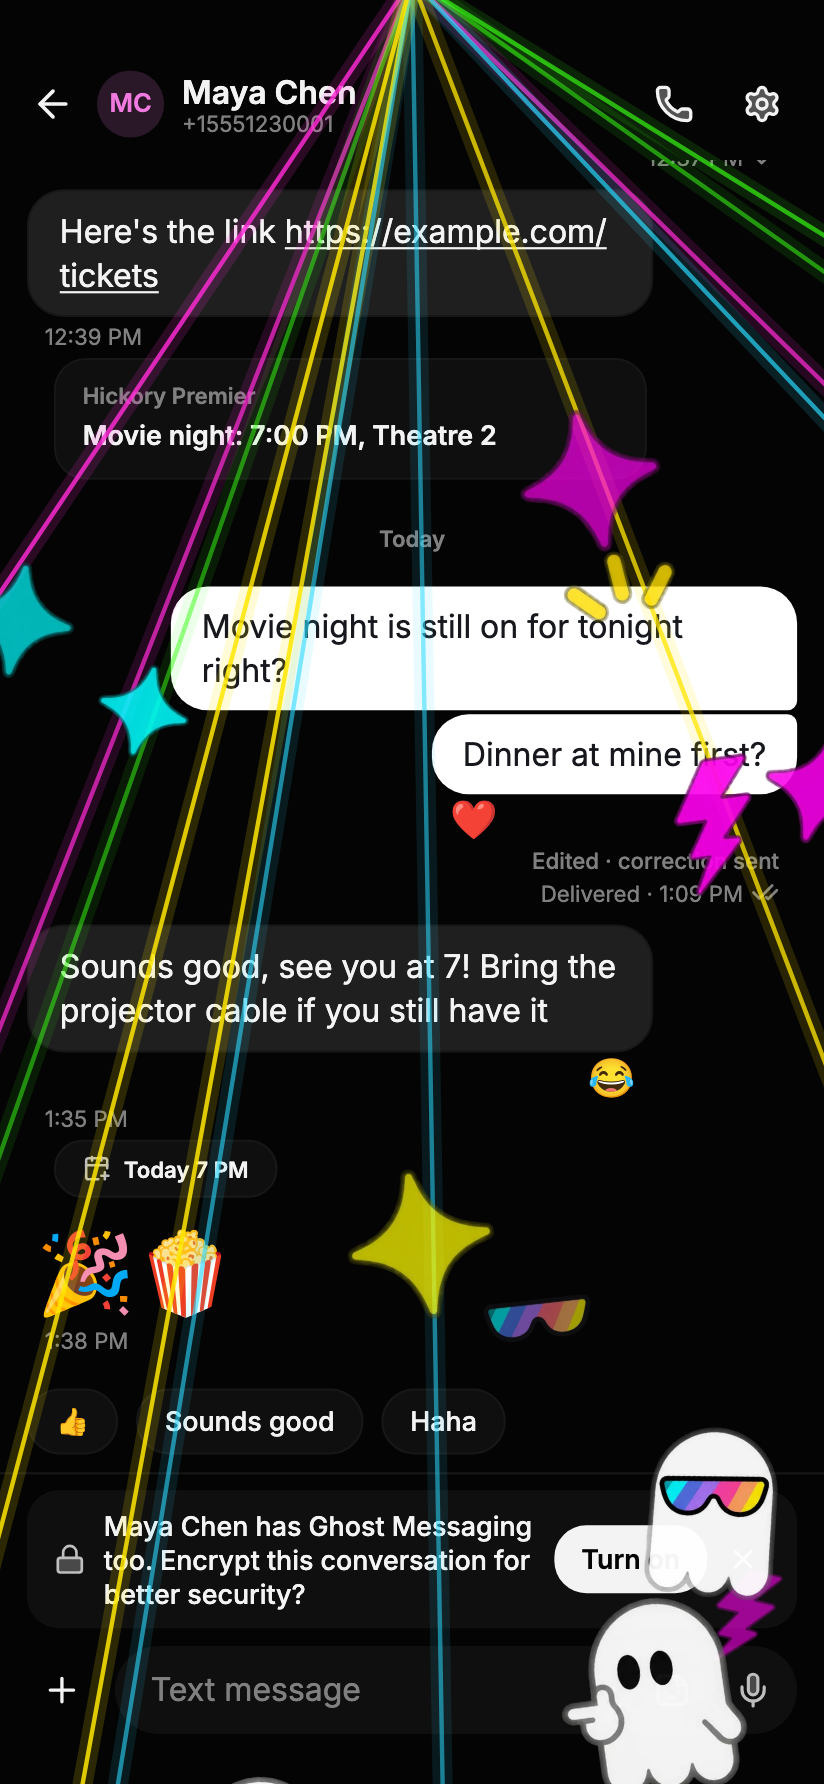 MC
Maya Chen
+15551230001
12:37 PM
Here's the link https://example.com/
tickets
12:39 PM
Hickory Premier
Movie night: 7:00 PM, Theatre 2
Today
Movie night is still on for tonight
right?
Dinner at mine first?
Edited · correction sent
Delivered · 1:09 PM
Sounds good, see you at 7! Bring the
projector cable if you still have it
1:35 PM
Today 7 PM
1:38 PM
Sounds good
Haha
Maya Chen has Ghost Messaging
too. Encrypt this conversation for
better security?
Turn on
Text message